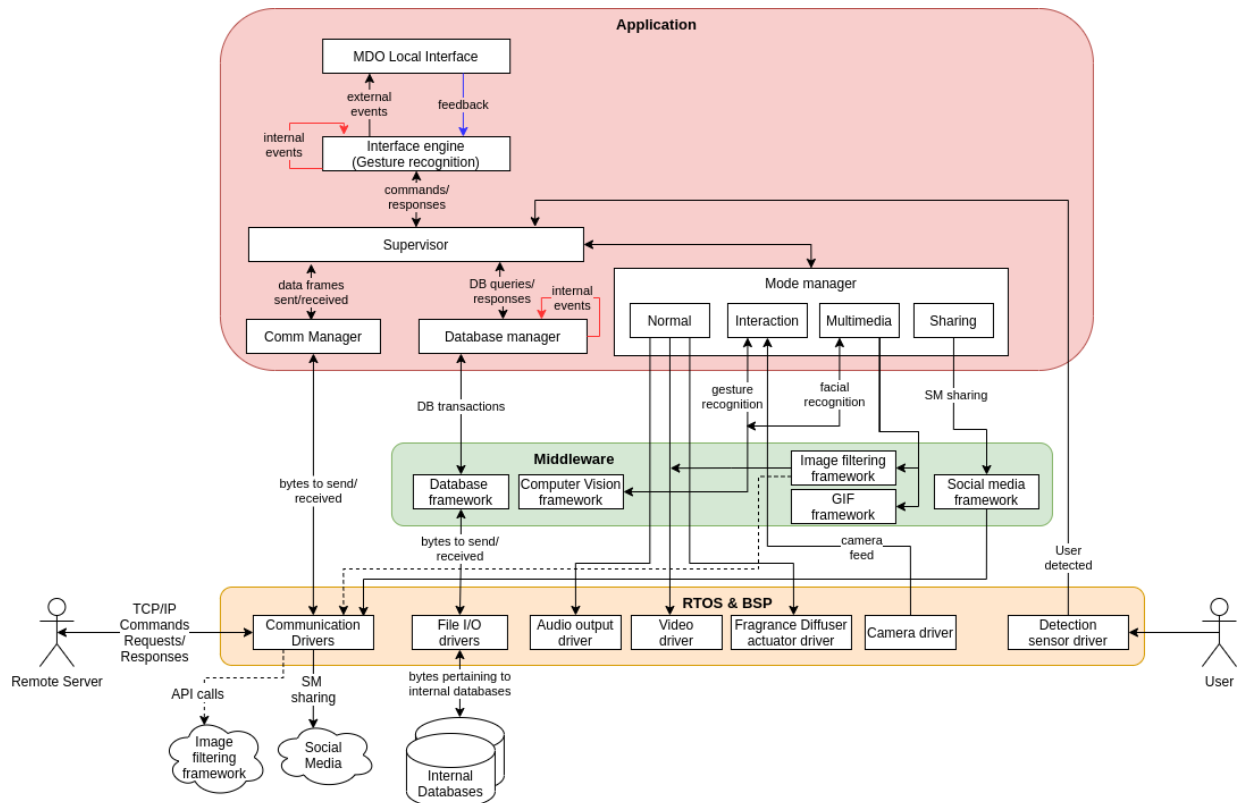 Application
MDO Local Interface
external
events
feedback
internal
events
Interface engine
(Gesture recognition)
commands/
responses
Supervisor
data frames
sent/received
DB queries/
responses
internal
events
Mode manager
Normal
Interaction
Multimedia
Sharing
Comm Manager
Database manager
gesture
recognition
facial
recognition
SM sharing
DB transactions
Middleware
Database
framework
Computer Vision
framework
Image filtering
framework
GIF
framework
Social media
framework
bytes to send/
received
bytes to send/
received
camera
feed
User
detected
RTOS & BSP
TCP/IP
Commands
Requests/
Responses
Communication
Drivers
File I/O
drivers
Audio output
driver
Video
driver
Fragrance Diffuser
actuator driver
Camera driver
Detection
sensor driver
Remote Server
User
API calls
SM
sharing
bytes pertaining to
internal databases
Image
filtering
framework
Social
Media
Internal
Databases